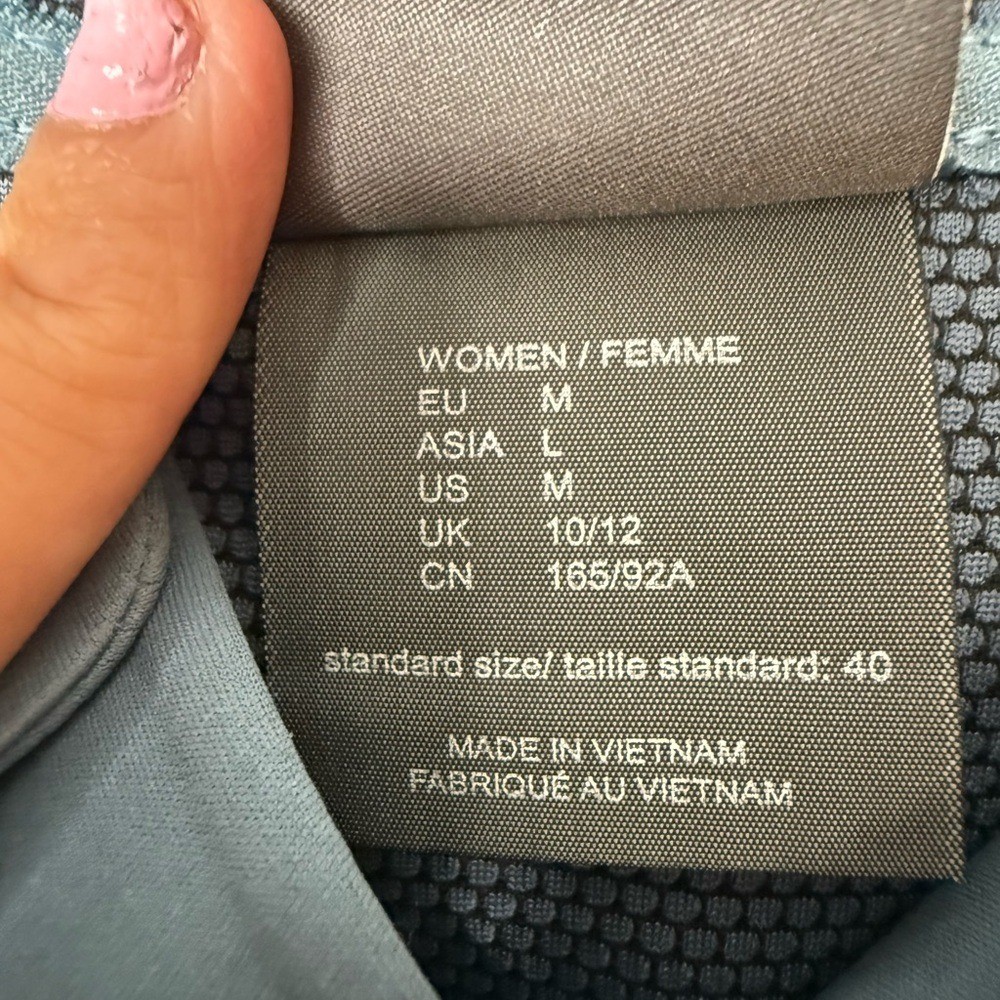 WOMEN / FEMME
EU M
ASIA L
US M
UK 10/12
CN 165/92A
standard size/ taille standard: 40
MADE IN VIETNAM
FABRIQUÉ AU VIETNAM